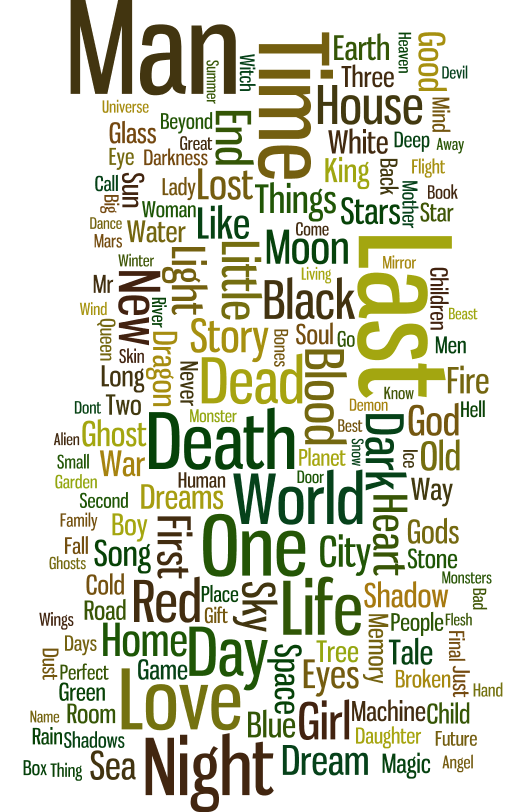 Man
Time
Earth
Heaven
Good
Devil
Summer
Witch
Three
House
Mind
Universe
Beyond
End
Glass
Great
White
Deep
Away
Eye
Darkness
King
Back
Flight
Call
Sun
Lady
Lost
Things
Mother
Book
Big
Woman
Like
Stars
Star
Dance
Water
Come
Mars
Moon
Last
Winter
Light
Little
Living
Mirror
Children
Mr
New
Black
Beast
Wind
River
Queen
Story
Bones
Soul
Go
Men
Skin
Dragon
Long
Never
Dead
Blood
Fire
Know
Dont
Two
Monster
Demon
Hell
Death
Best
Dark
God
Alien
Ghost
Snow
Ice
Old
Small
War
Planet
Garden
Human
Door
Way
Second
Dreams
World
Heart
Family
Boy
First
One
City
Gods
Fall
Song
Stone
Ghosts
Monsters
Cold
Red
Place
Sky
Life
Shadow
Bad
Road
Gift
Wings
Memory
People
Flesh
Days
Home
Day
Tree
Tale
Final
Dust
Perfect
Game
Space
Eyes
Broken
Just
Green
Love
Hand
Name
Room
Blue
Girl
Machine
Child
Rain
Shadows
Night
Daughter
Future
Box
Thing
Sea
Dream
Magic
Angel